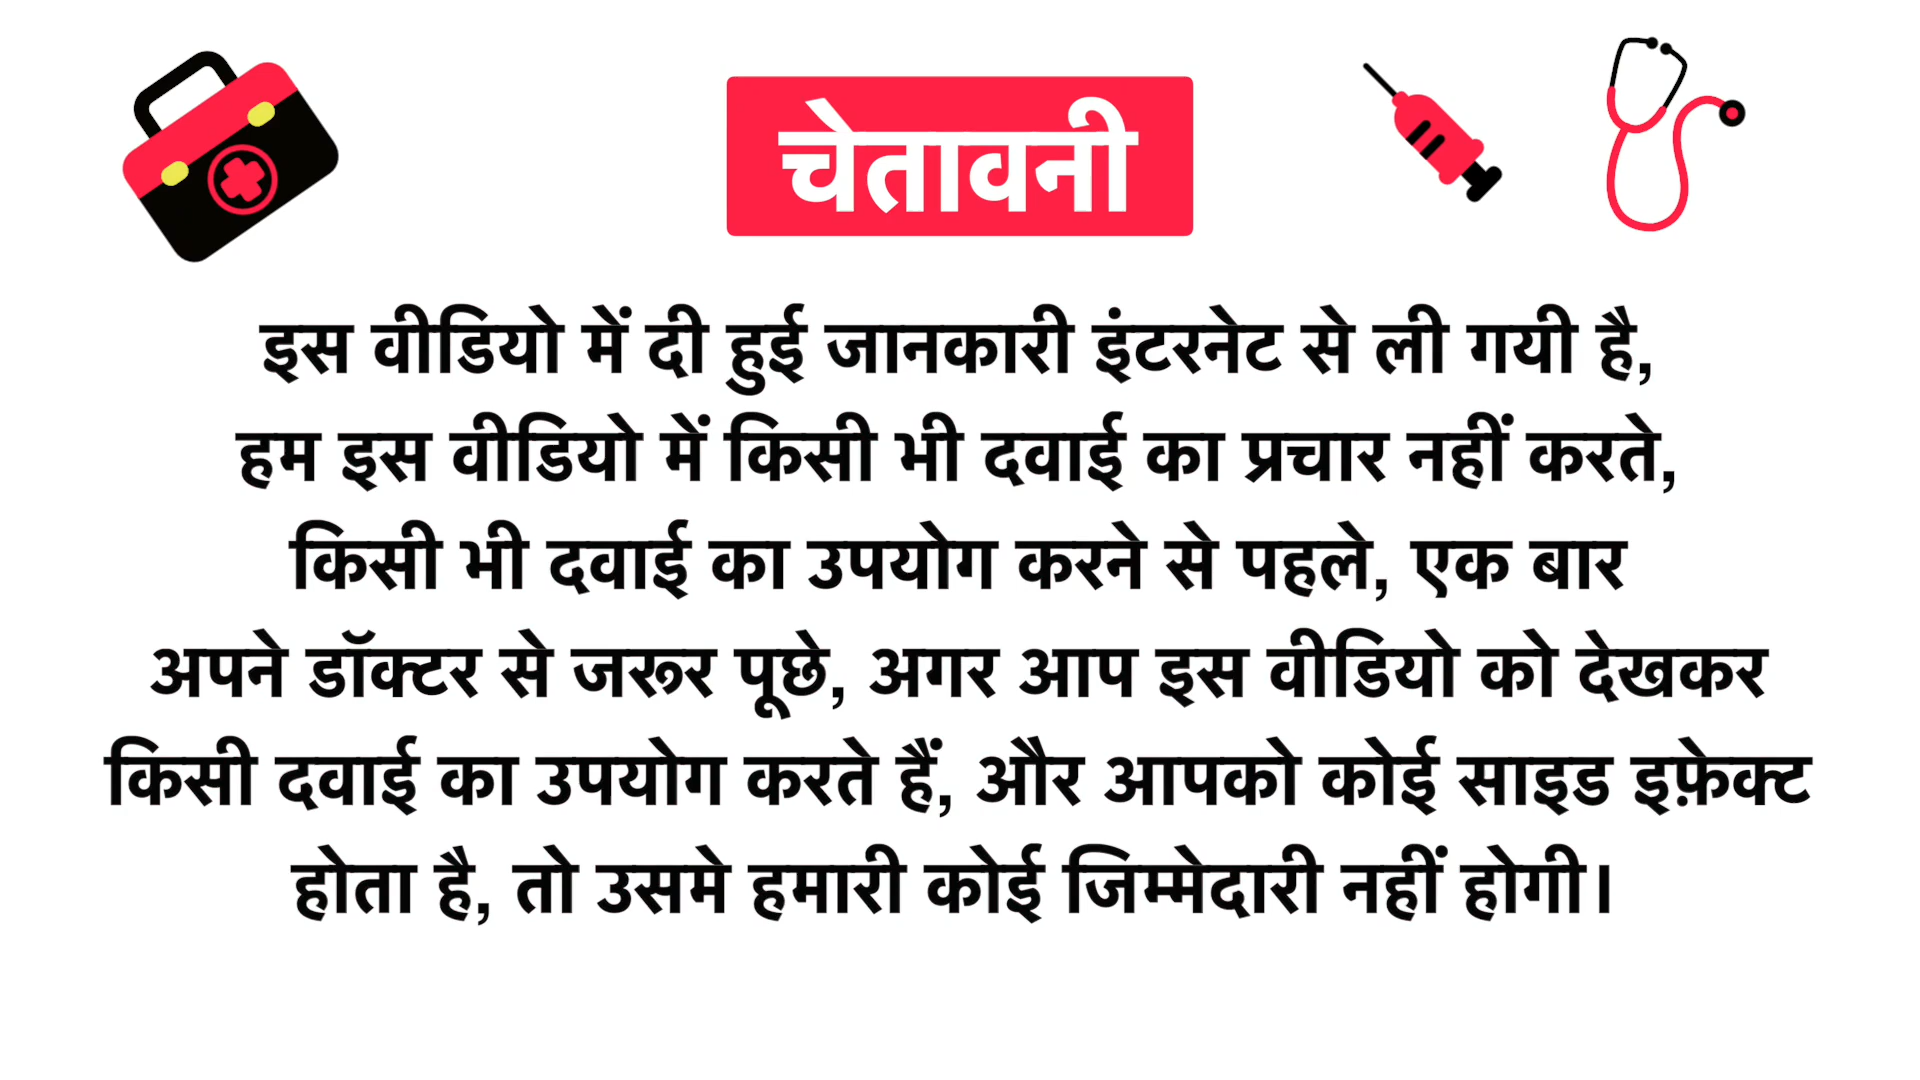 चेतावनी
इस वीडियो में दी हुई जानकारी इंटरनेट से ली गयी है,
हम इस वीडियो में किसी भी दवाई का प्रचार नहीं करते,
किसी भी दवाई का उपयोग करने से पहले, एक बार
अपने डॉक्टर से जरूर पूछे, अगर आप इस वीडियो को देखकर
किसी दवाई का उपयोग करते हैं, और आपको कोई साइड इफ़ेक्ट
होता है, तो उसमे हमारी कोई जिम्मेदारी नहीं होगी।